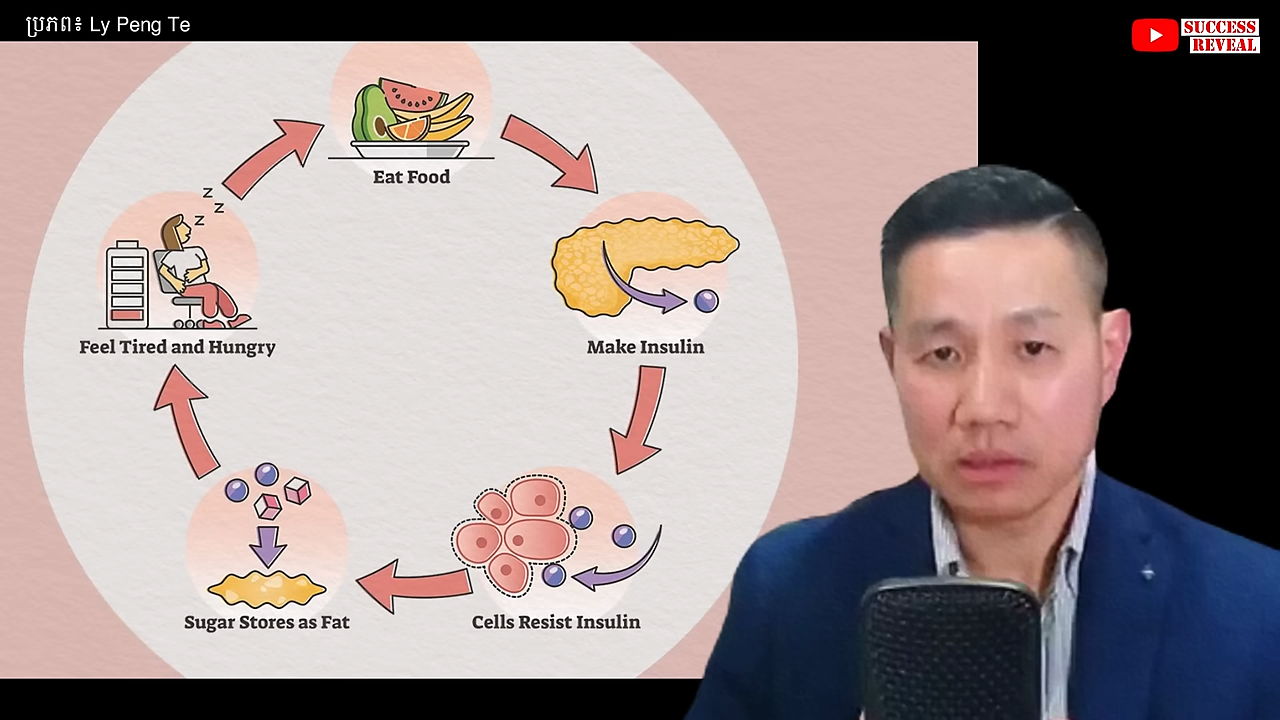 ប្រភព៖ Ly Peng Te
SUCCESS
REVEAL
Eat Food
z
z
z
Feel Tired and Hungry
Make Insulin
Sugar Stores as Fat
Cells Resist Insulin